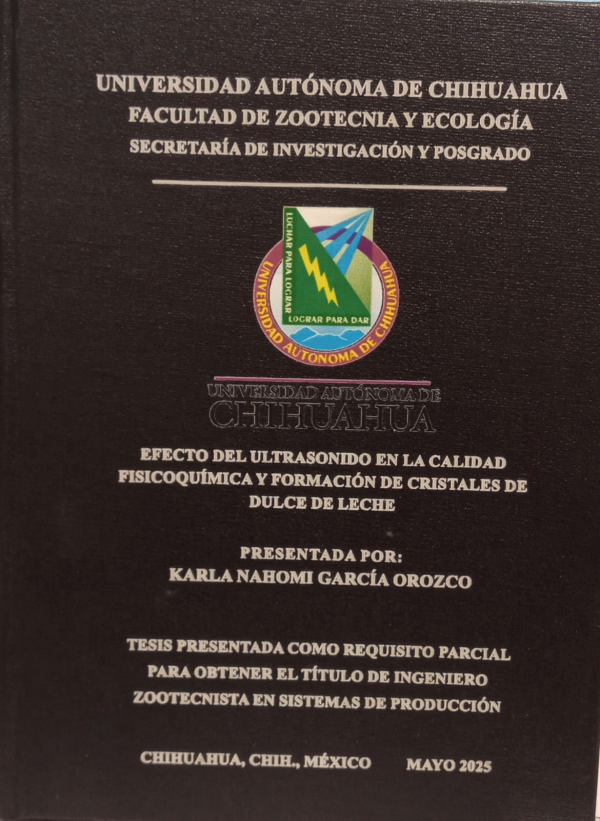 UNIVERSIDAD AUTÓNOMA DE CHIHUAHUA
FACULTAD DE ZOOTECNIA Y ECOLOGÍA
SECRETARÍA DE INVESTIGACIÓN Y POSGRADO
LUCHAR PARA LOGRAR
LOGRAR PARA DAR
UNIVERSIDAD AUTONOMA DE CHIHUAHUA
UNIVERSIDAD AUTÓNOMA DE
CHIHUAHUA
EFECTO DEL ULTRASONIDO EN LA CALIDAD
FISICOQUÍMICA Y FORMACIÓN DE CRISTALES DE
DULCE DE LECHE
PRESENTADA POR:
KARLA NAHOMI GARCÍA OROZCO
TESIS PRESENTADA COMO REQUISITO PARCIAL
PARA OBTENER EL TÍTULO DE INGENIERO
ZOOTECNISTA EN SISTEMAS DE PRODUCCIÓN
CHIHUAHUA, CHIH., MÉXICO MAYO 2025